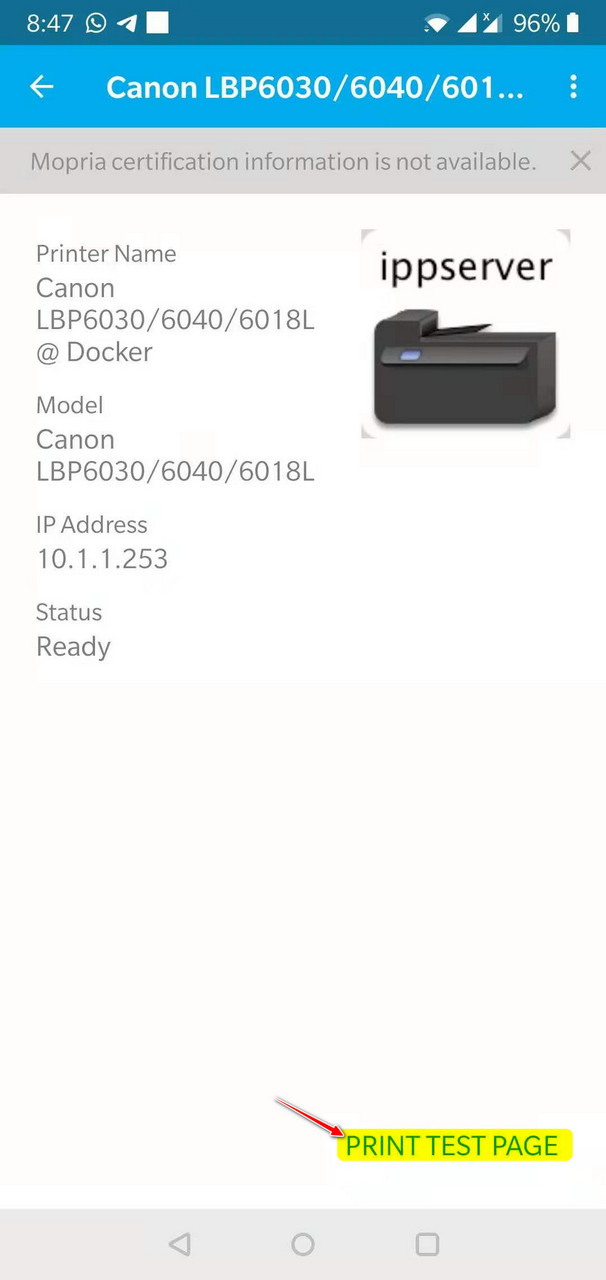 8:47
x
96%
Canon LBP6030/6040/601...
Mopria certification information is not available.
Printer Name
Canon
LBP6030/6040/6018L
@ Docker
ippserver
Model
Canon
LBP6030/6040/6018L
IP Address
10.1.1.253
Status
Ready
PRINT TEST PAGE